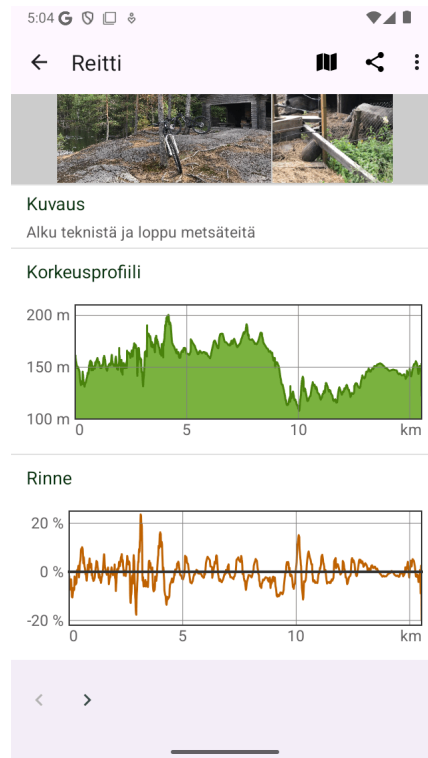 5:04
Reitti
Kuvaus
Alku teknistä ja loppu metsäteitä
Korkeusprofiili
200 m
150 m
100 m
0 5 10 km
Rinne
20 %
0 %
-20 %
0 5 10 km